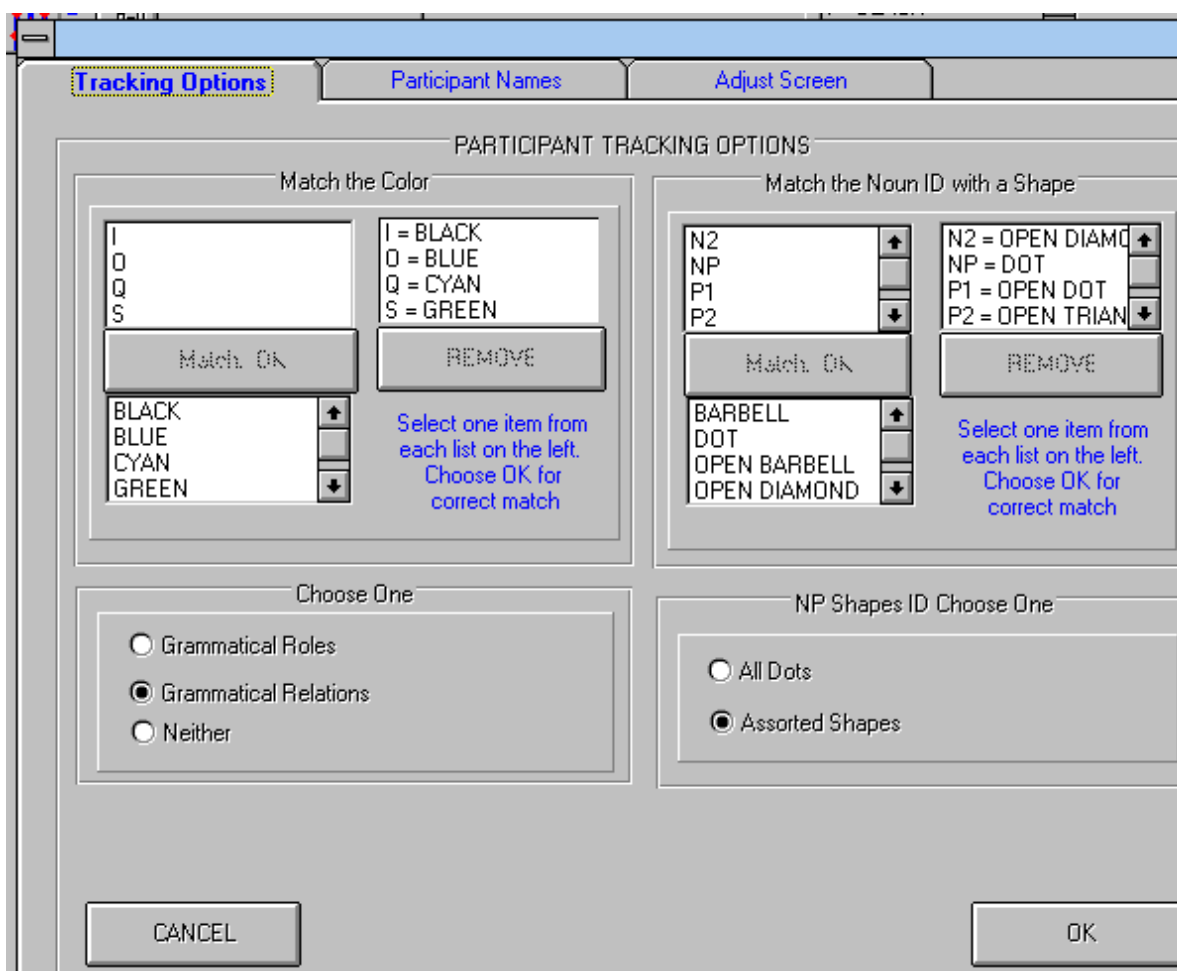 Tracking Options
Participant Names
Adjust Screen
PARTICIPANT TRACKING OPTIONS
Match the Color
I
O
Q
S
I = BLACK
O = BLUE
Q = CYAN
S = GREEN
Match, OK
REMOVE
BLACK
BLUE
CYAN
GREEN
Select one item from
each list on the left.
Choose OK for
correct match
Match the Noun ID with a Shape
N2
NP
P1
P2
N2 = OPEN DIAMO
NP = DOT
P1 = OPEN DOT
P2 = OPEN TRIAN
Match, OK
REMOVE
BARBELL
DOT
OPEN BARBELL
OPEN DIAMOND
Select one item from
each list on the left.
Choose OK for
correct match
Choose One
Grammatical Roles
Grammatical Relations
Neither
NP Shapes ID Choose One
All Dots
Assorted Shapes
CANCEL
OK